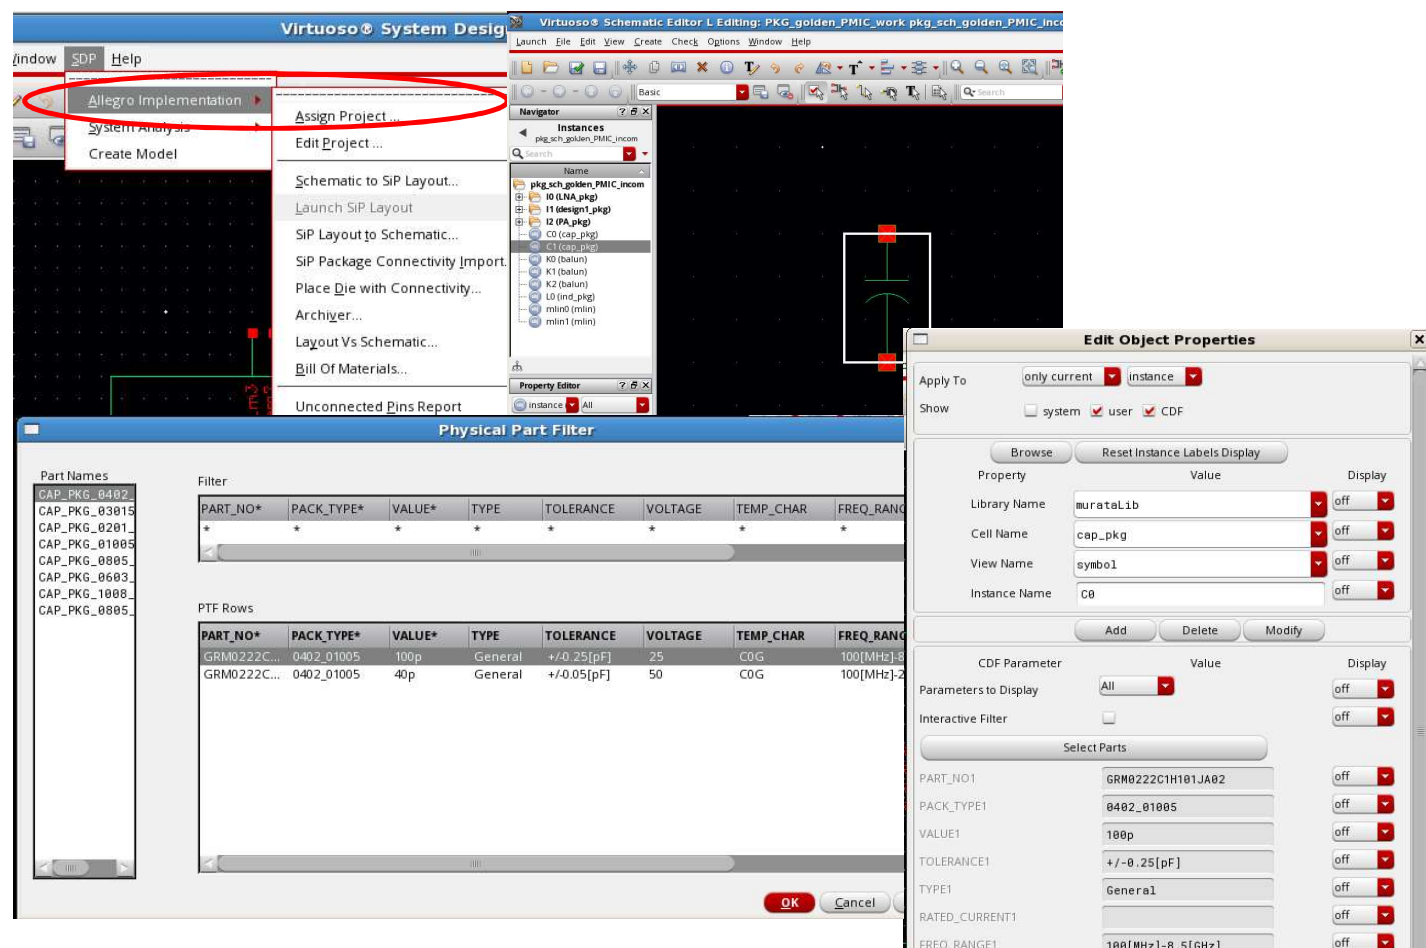 Virtuoso® System Desig
Window SDP Help
Allegro Implementation
System Analysis
Create Model
Assign Project ...
Edit Project ...
Schematic to SiP Layout...
Launch SiP Layout
SiP Layout to Schematic...
SiP Package Connectivity Import.
Place Die with Connectivity...
Archiver...
Layout Vs Schematic...
Bill Of Materials...
Unconnected Pins Report
Virtuoso® Schematic Editor L Editing: PKG_golden_PMIC_work pkg_sch_golden_PMIC_inco
Launch File Edit View Create Check Options Window Help
Basic
Search
Navigator
Instances
pkg_sch_golden_PMIC_incom
Search
Name
pkg_sch_golden_PMIC_incom
I0 (LNA_pkg)
I1 (design1_pkg)
I2 (PA_pkg)
C0 (cap_pkg)
C1 (cap_pkg)
K0 (balun)
K1 (balun)
K2 (balun)
L0 (ind_pkg)
mlin0 (mlin)
mlin1 (mlin)
Property Editor
instance All
Physical Part Filter
Part Names
CAP_PKG_0402_
CAP_PKG_03015
CAP_PKG_0201_
CAP_PKG_01005
CAP_PKG_0805_
CAP_PKG_0603_
CAP_PKG_1008_
CAP_PKG_0805_
Filter
PART_NO* PACK_TYPE* VALUE* TYPE TOLERANCE VOLTAGE TEMP_CHAR FREQ_RANG
* * * * * * * *
PTF Rows
PART_NO* PACK_TYPE* VALUE* TYPE TOLERANCE VOLTAGE TEMP_CHAR FREQ_RANG
GRM0222C... 0402_01005 100p General +/-0.25[pF] 25 C0G 100[MHz]-8
GRM0222C... 0402_01005 40p General +/-0.05[pF] 50 C0G 100[MHz]-2
OK Cancel
Edit Object Properties
Apply To only current instance
Show system user CDF
Browse Reset Instance Labels Display
Property Value Display
Library Name murataLib off
Cell Name cap_pkg off
View Name symbol off
Instance Name C0 off
Add Delete Modify
CDF Parameter Value Display
Parameters to Display All off
Interactive Filter off
Select Parts
PART_NO1 GRM0222C1H101JA02 off
PACK_TYPE1 0402_01005 off
VALUE1 100p off
TOLERANCE1 +/-0.25[pF] off
TYPE1 General off
RATED_CURRENT1 off
FREQ_RANGE1 100[MHz]-8.5[GHz] off